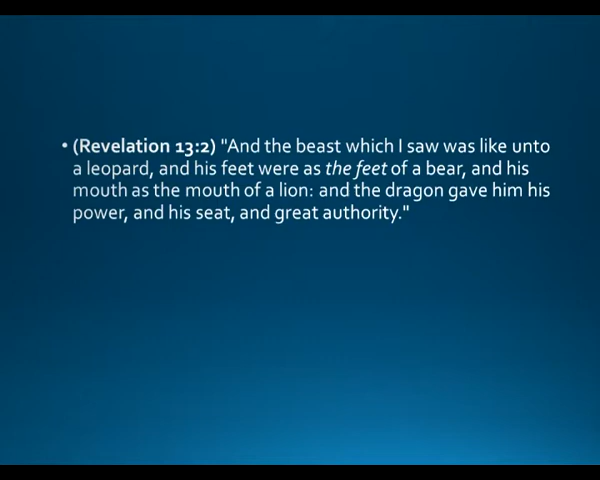 • (Revelation 13:2) "And the beast which I saw was like unto
a leopard, and his feet were as the feet of a bear, and his
mouth as the mouth of a lion: and the dragon gave him his
power, and his seat, and great authority."